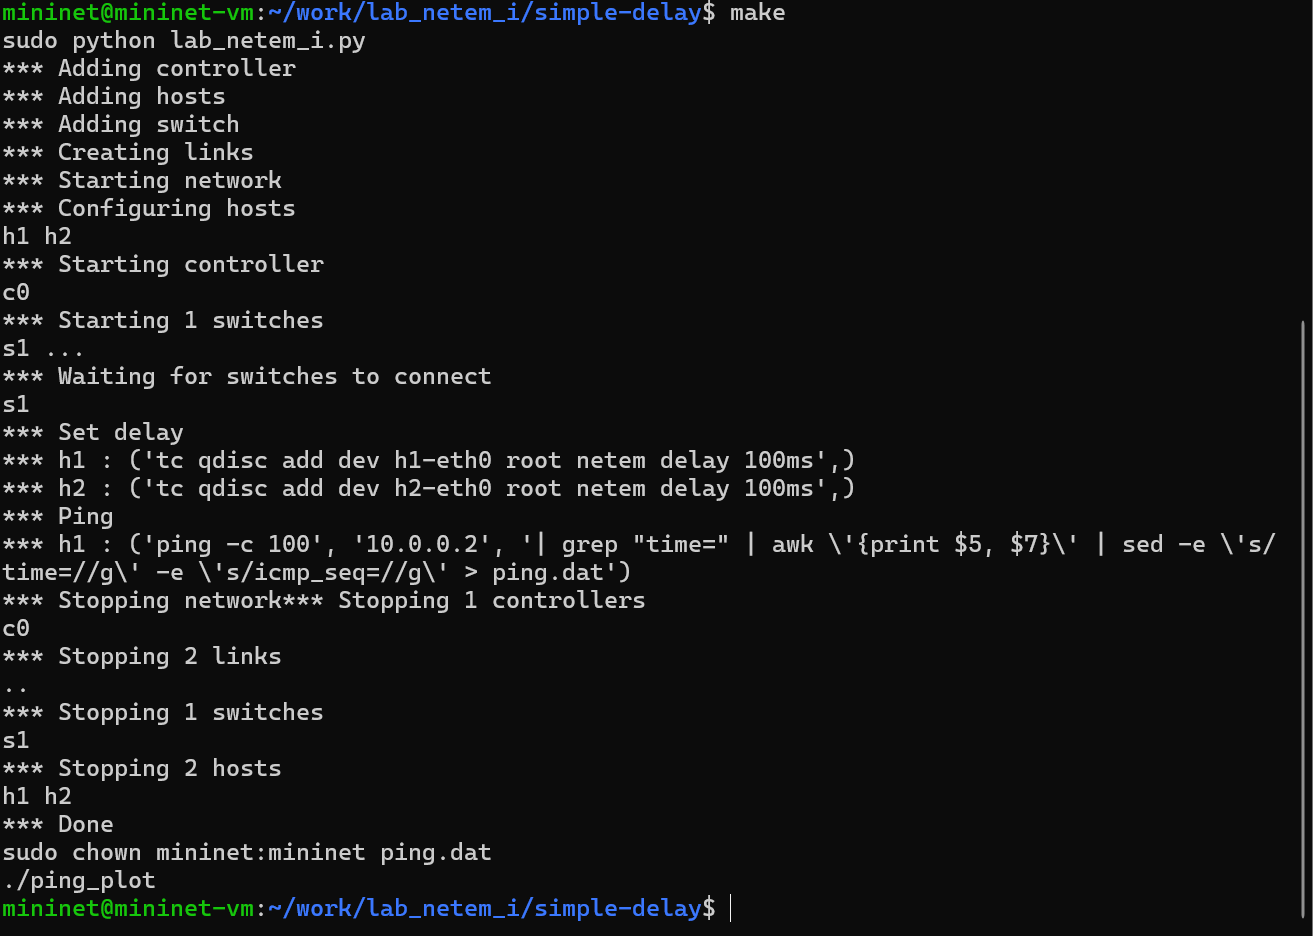 mininet@mininet-vm:~/work/lab_netem_i/simple-delay$ make
sudo python lab_netem_i.py
*** Adding controller
*** Adding hosts
*** Adding switch
*** Creating links
*** Starting network
*** Configuring hosts
h1 h2
*** Starting controller
c0
*** Starting 1 switches
s1 ...
*** Waiting for switches to connect
s1
*** Set delay
*** h1 : ('tc qdisc add dev h1-eth0 root netem delay 100ms',)
*** h2 : ('tc qdisc add dev h2-eth0 root netem delay 100ms',)
*** Ping
*** h1 : ('ping -c 100', '10.0.0.2', '| grep "time=" | awk \'{print $5, $7}\' | sed -e \'s/
time=//g\' -e \'s/icmp_seq=//g\' > ping.dat')
*** Stopping network*** Stopping 1 controllers
c0
*** Stopping 2 links
..
*** Stopping 1 switches
s1
*** Stopping 2 hosts
h1 h2
*** Done
sudo chown mininet:mininet ping.dat
./ping_plot
mininet@mininet-vm:~/work/lab_netem_i/simple-delay$